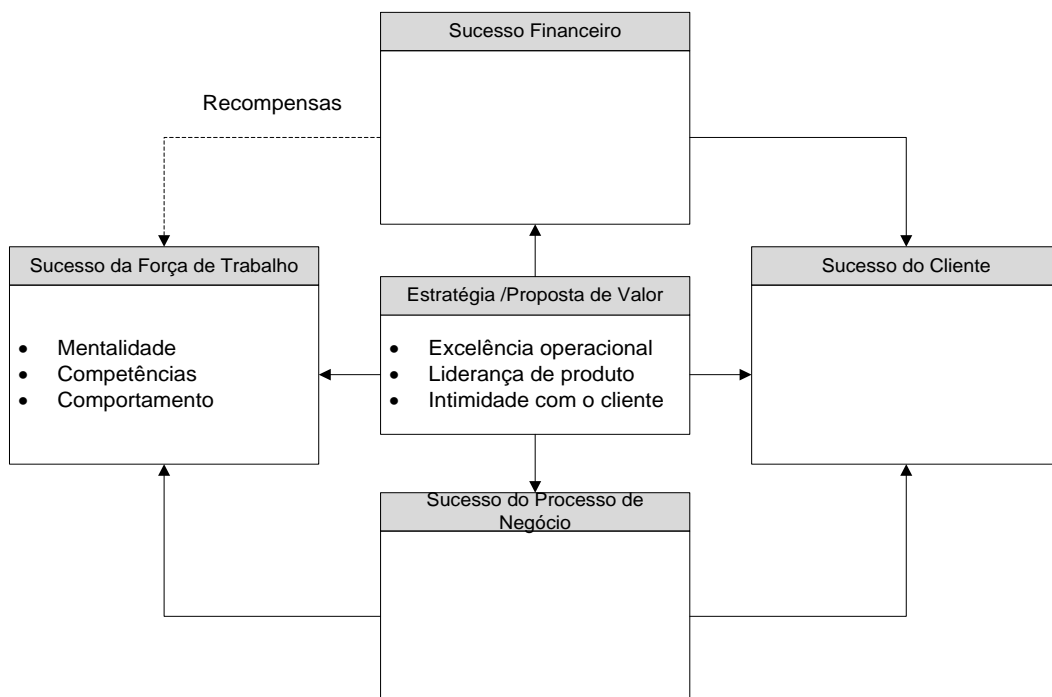 Sucesso Financeiro
Recompensas
Sucesso da Força de Trabalho
• Mentalidade
• Competências
• Comportamento
Estratégia /Proposta de Valor
• Excelência operacional
• Liderança de produto
• Intimidade com o cliente
Sucesso do Cliente
Sucesso do Processo de
Negócio